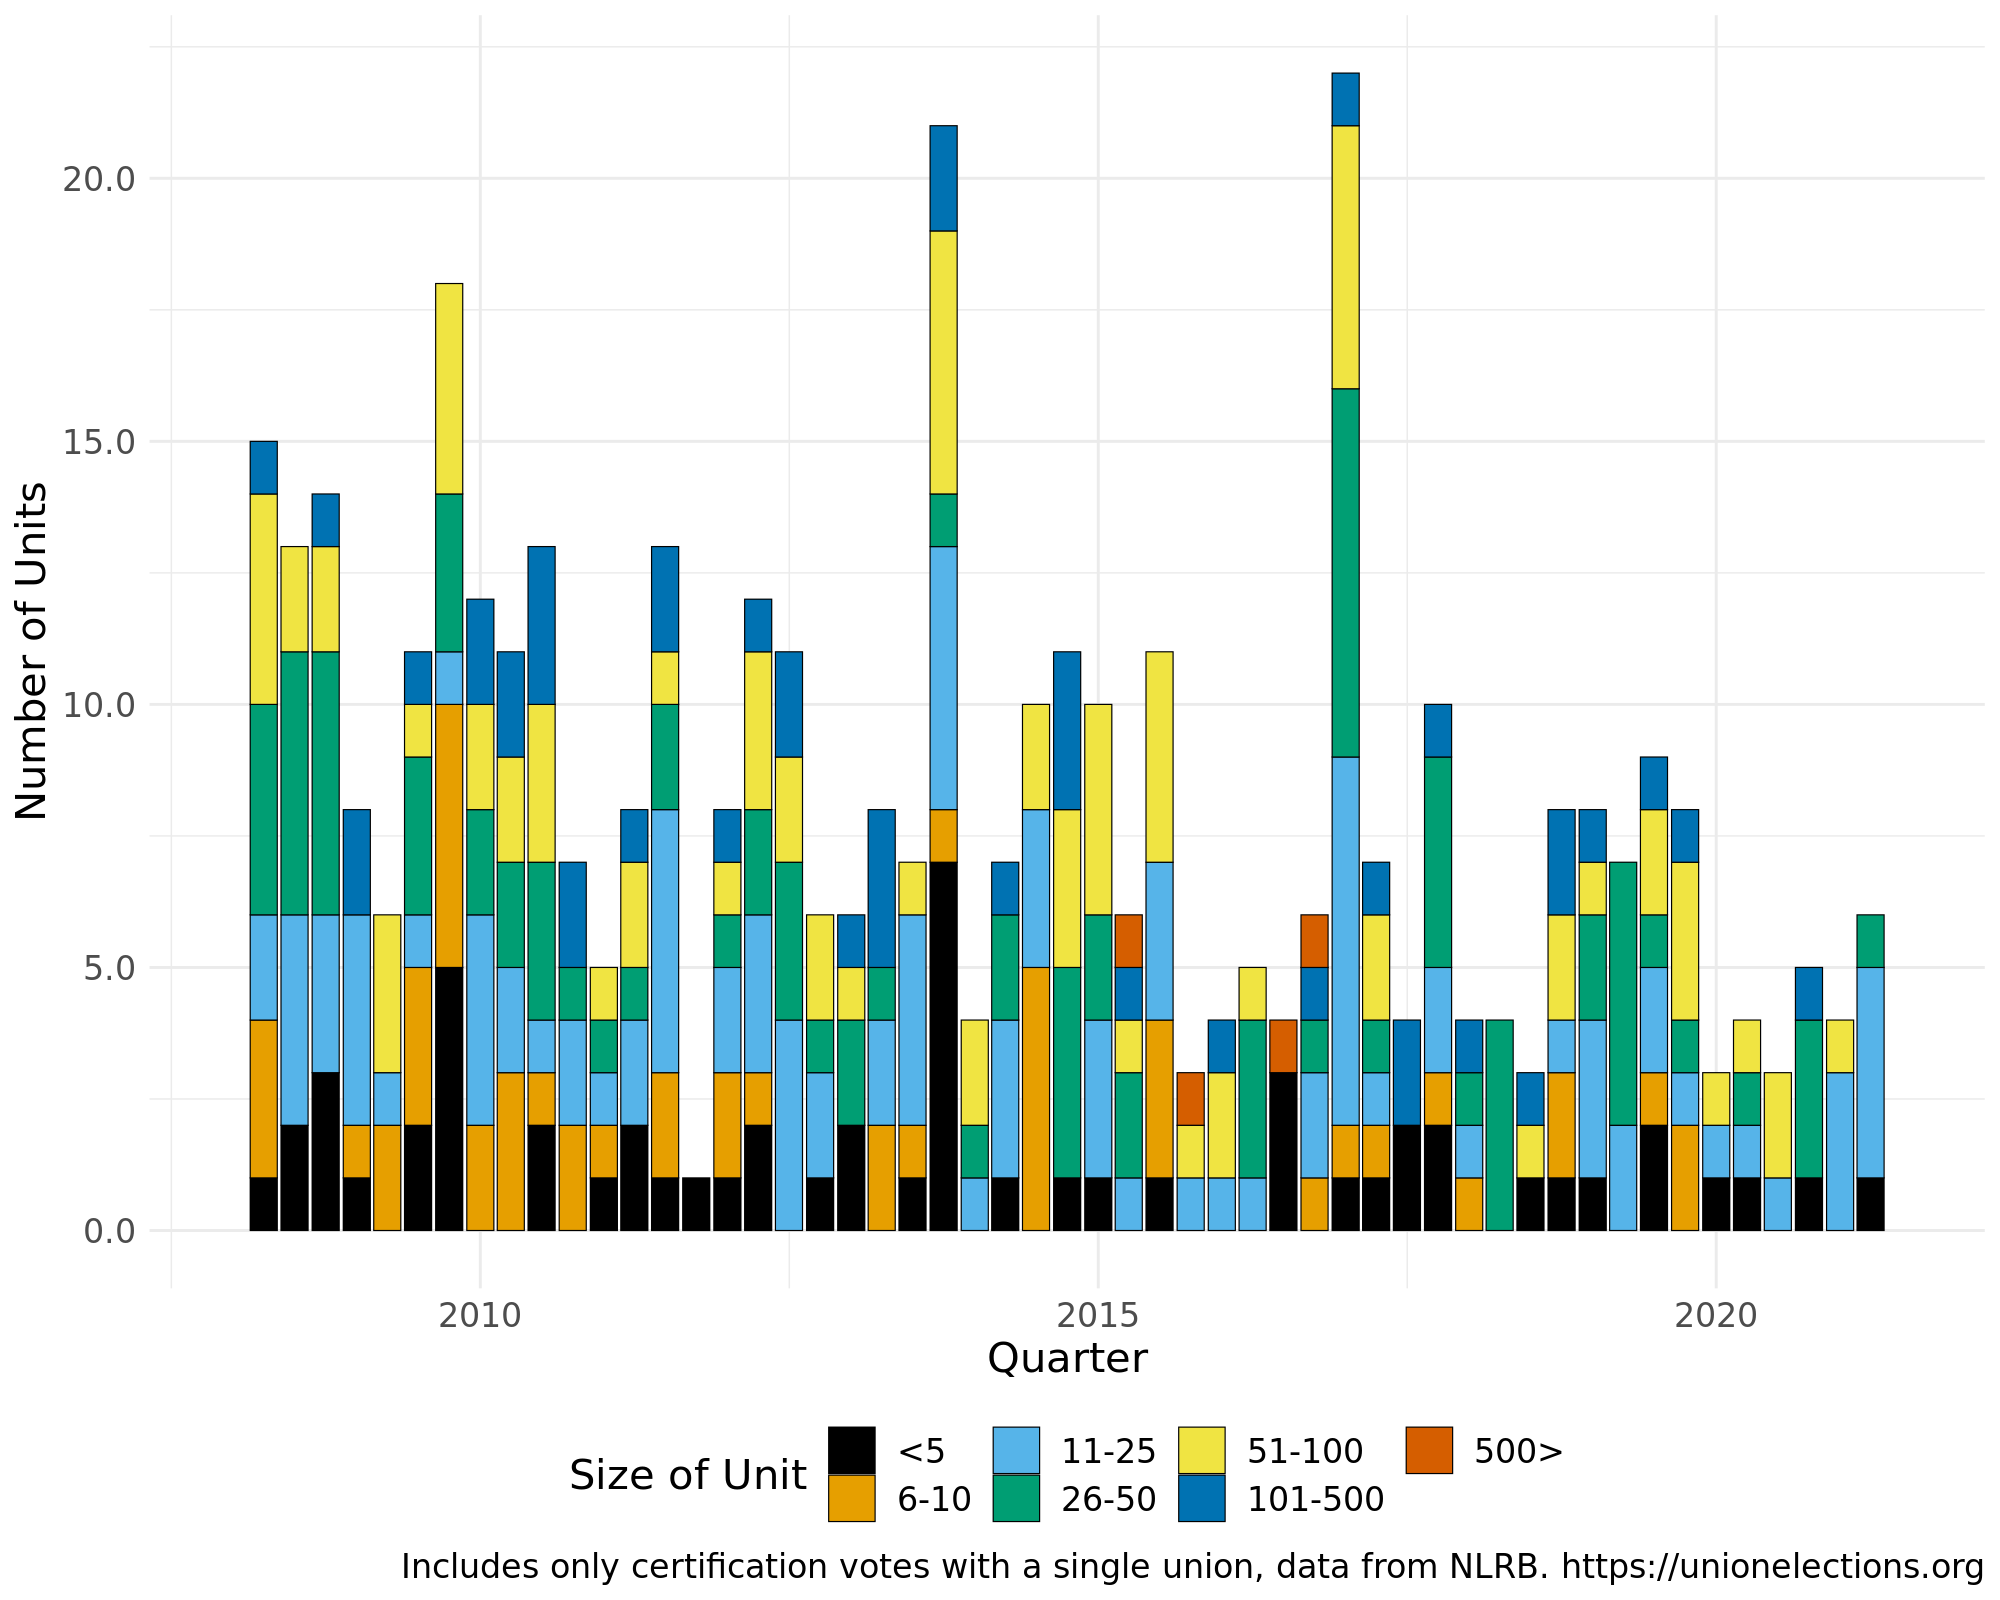 20.0
15.0
10.0
5.0
0.0
Number of Units
2010 2015 2020
Quarter
Size of Unit
<5 11-25 51-100 500>
6-10 26-50 101-500
Includes only certification votes with a single union, data from NLRB. https://unionelections.org